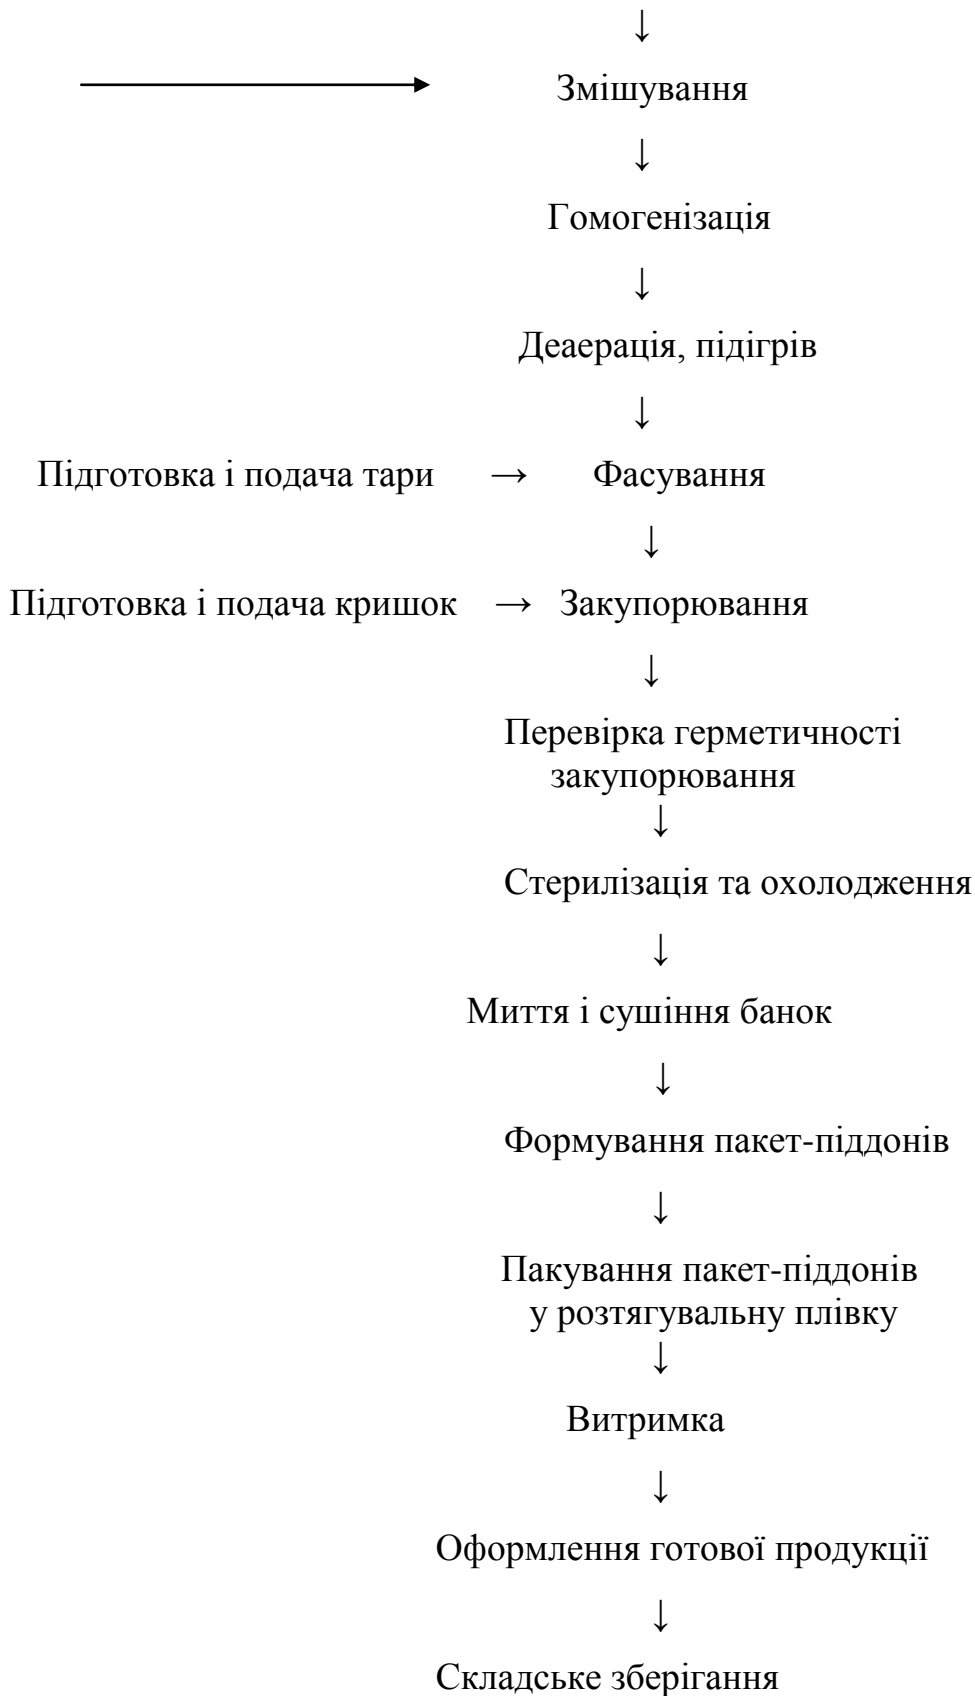 ↓
→ Змішування
↓
Гомогенізація
↓
Деаерація, підігрів
↓
Підготовка і подача тари → Фасування
↓
Підготовка і подача кришок → Закупорювання
↓
Перевірка герметичності
закупорювання
↓
Стерилізація та охолодження
↓
Миття і сушіння банок
↓
Формування пакет-піддонів
↓
Пакування пакет-піддонів
у розтягувальну плівку
↓
Витримка
↓
Оформлення готової продукції
↓
Складське зберігання